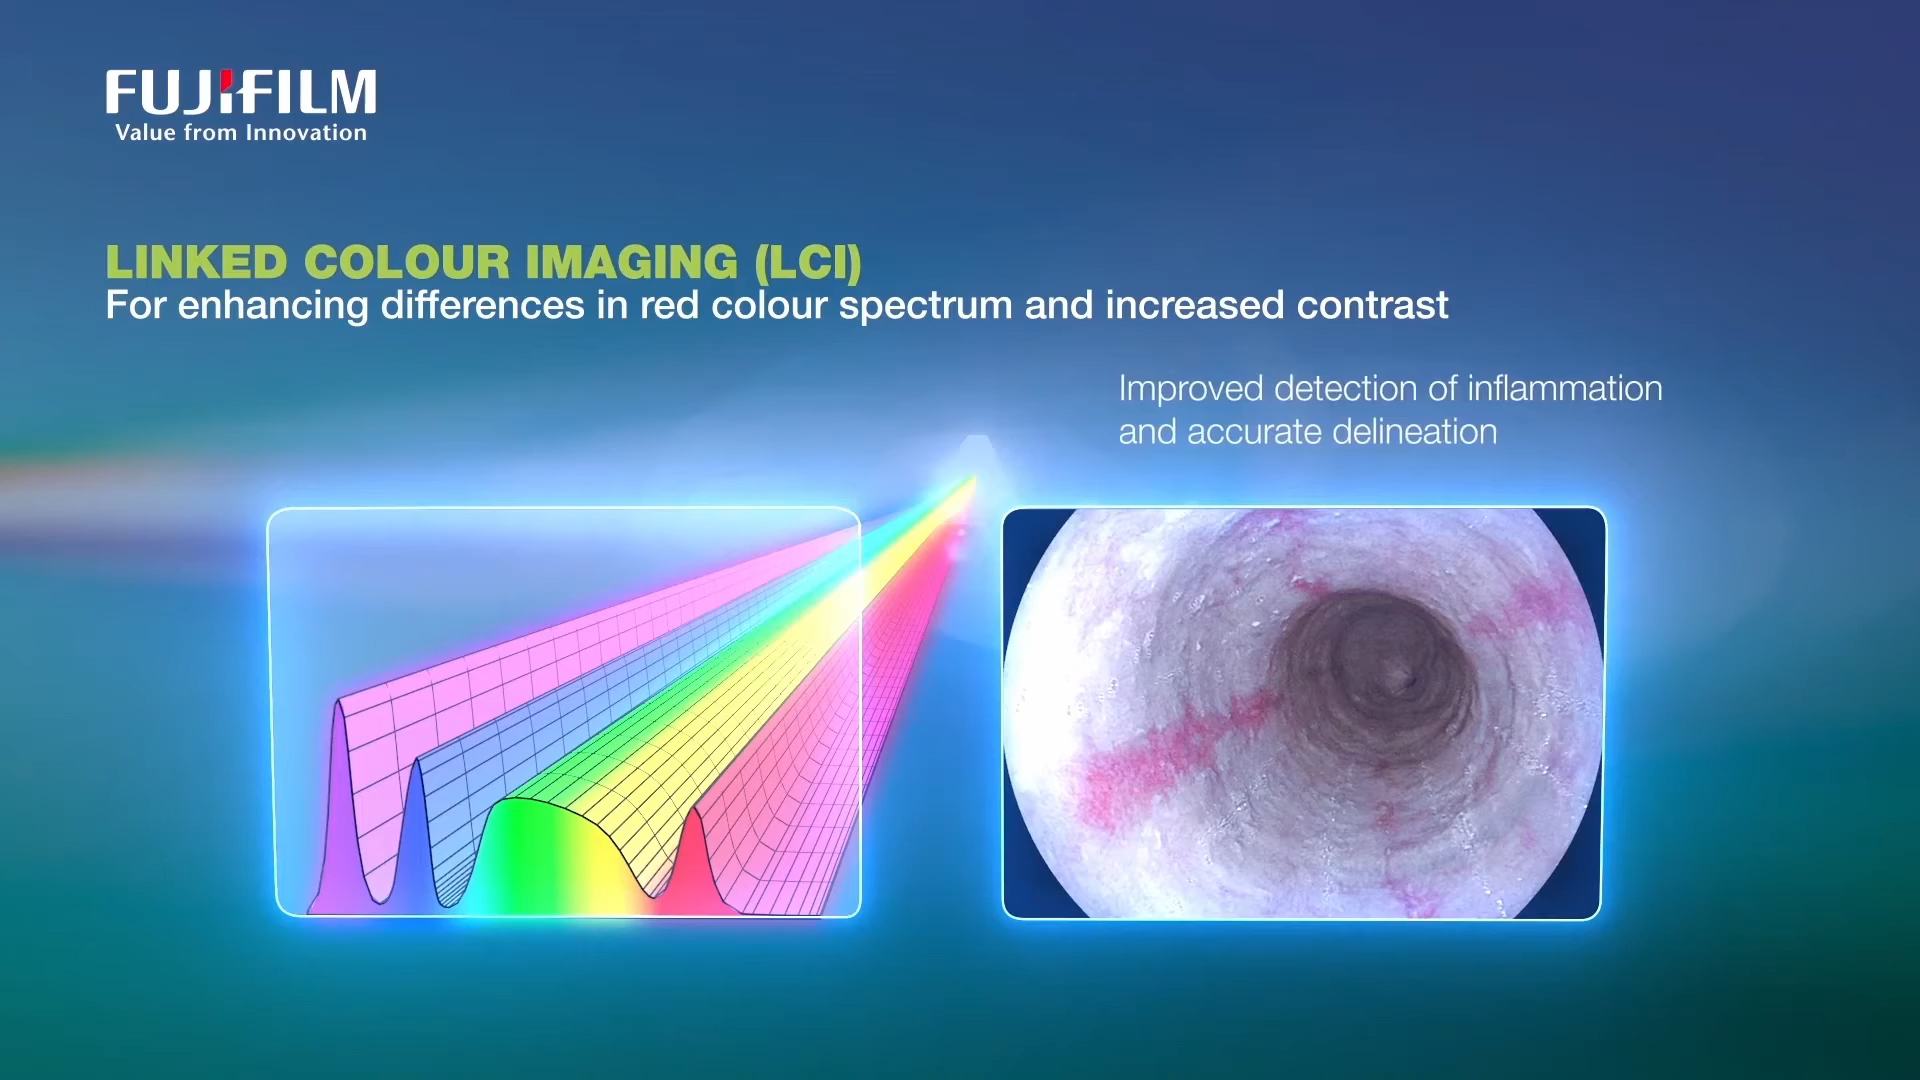 FUJIFILM
Value from Innovation
LINKED COLOUR IMAGING (LCI)
For enhancing differences in red colour spectrum and increased contrast
Improved detection of inflammation
and accurate delineation